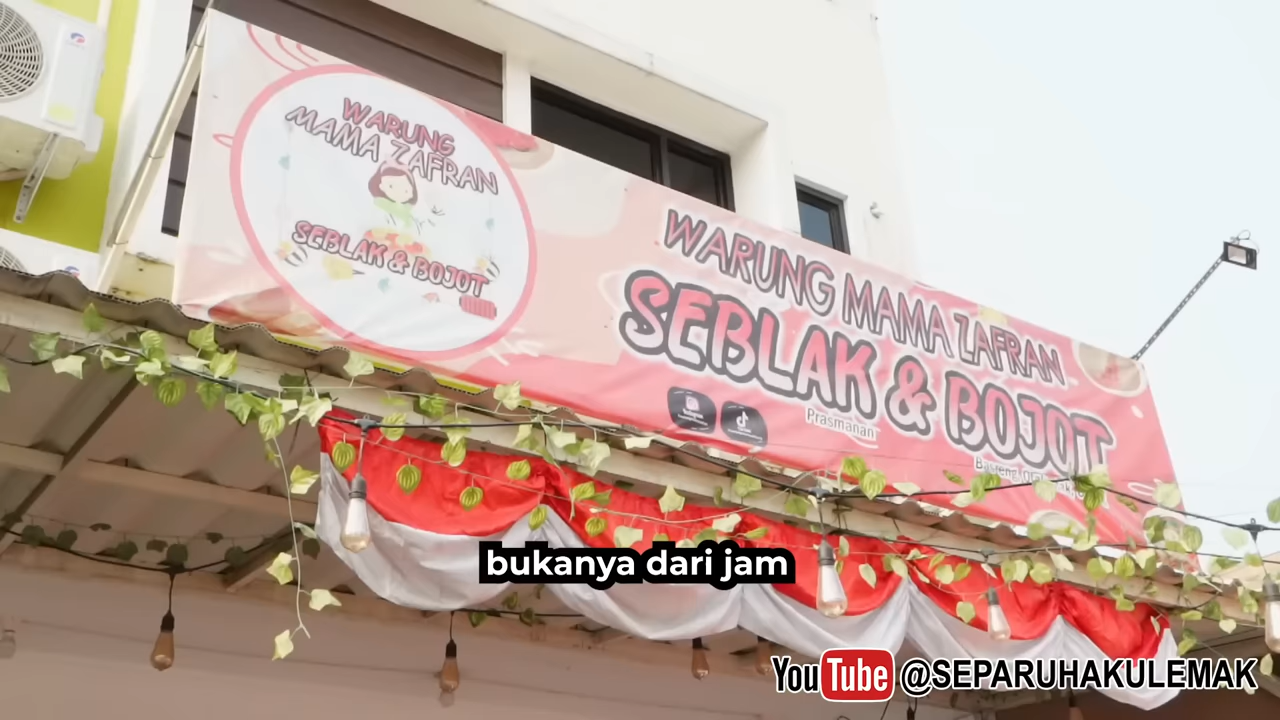 WARUNG
MAMA ZAFRAN
SEBLAK & BOJOT
WARUNG MAMA ZAFRAN
SEBLAK & BOJOT
Prasmanan
bukanya dari jam
YouTube @SEPARUHAKULEMAK